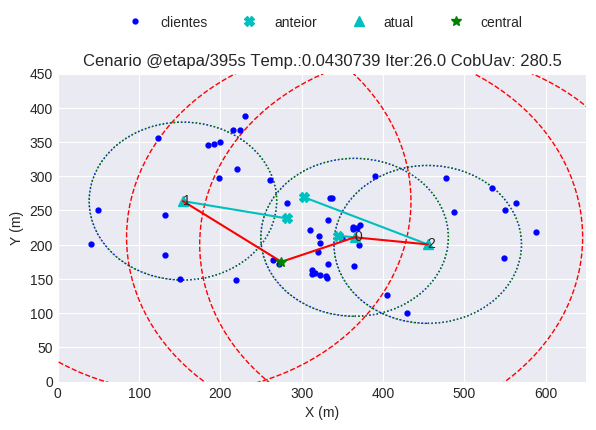 clientes anteior atual central
Cenario @etapa/395s Temp.:0.0430739 Iter:26.0 CobUav: 280.5
450
400
350
300
250
200
150
100
50
0
Y (m)
1
0
2
0 100 200 300 400 500 600
X (m)